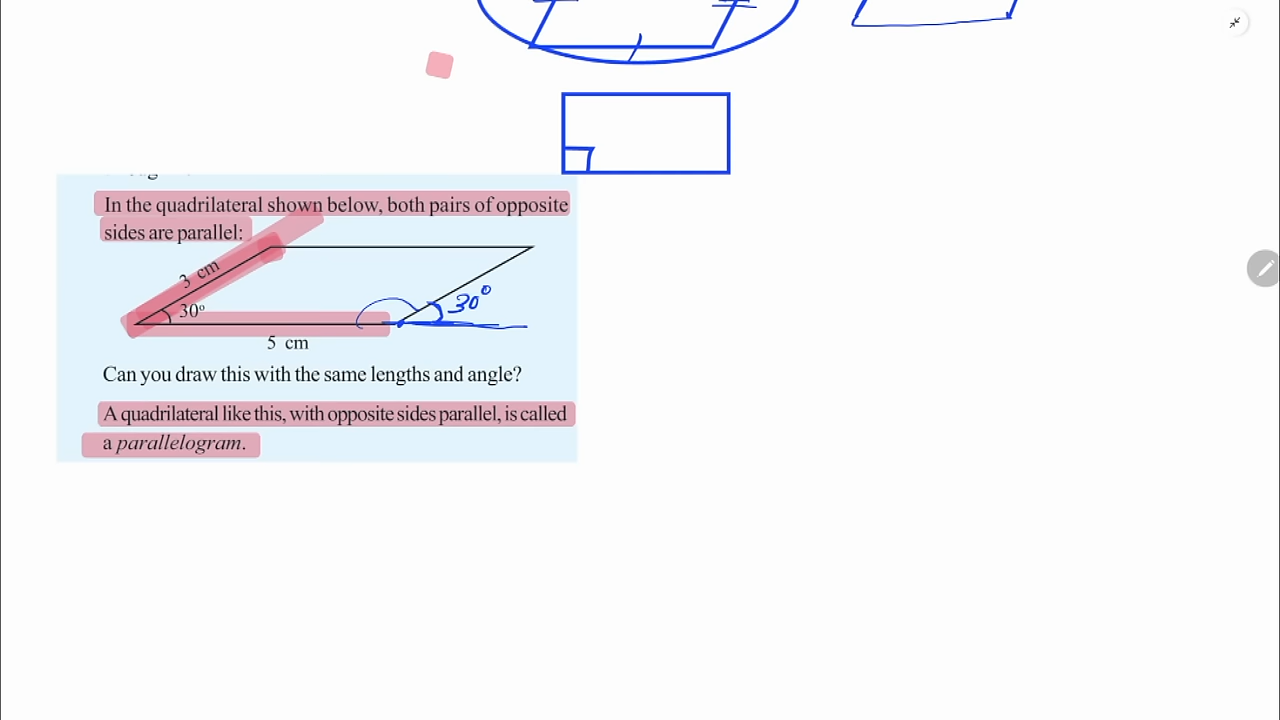 In the quadrilateral shown below, both pairs of opposite
sides are parallel:
3 cm
30°
30°
5 cm
Can you draw this with the same lengths and angle?
A quadrilateral like this, with opposite sides parallel, is called
a parallelogram.